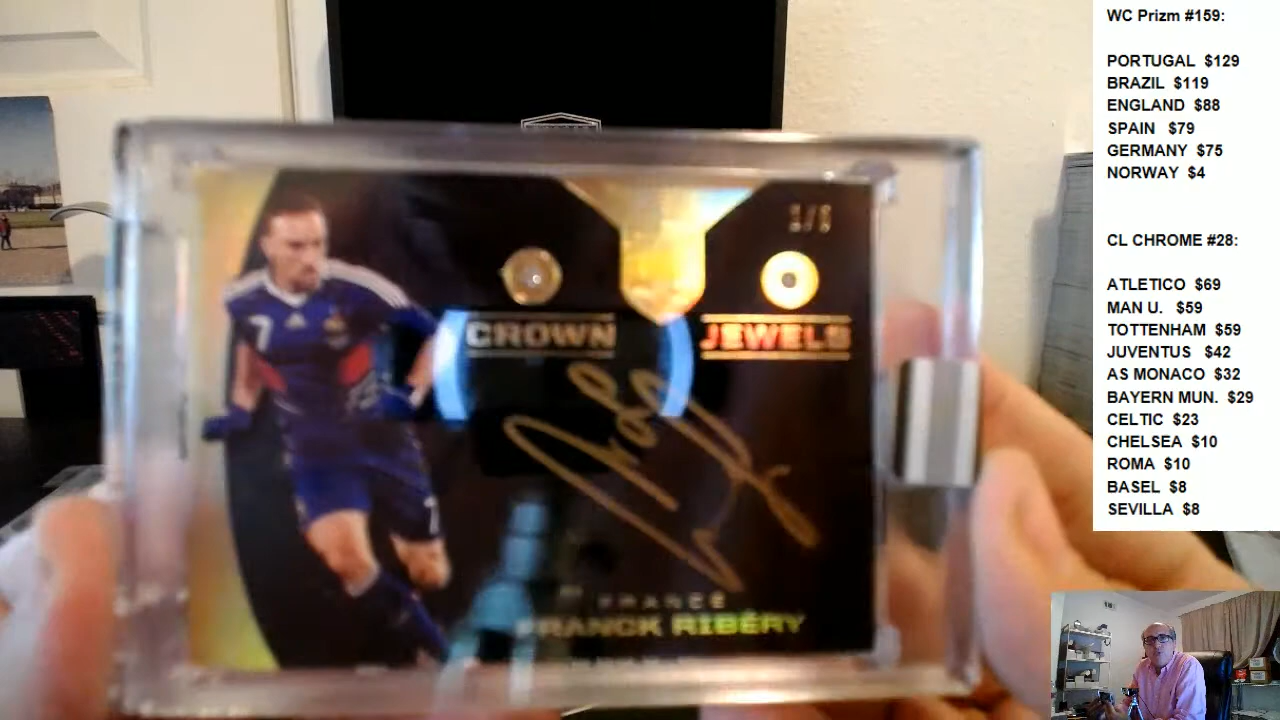 CROWN JEWELS
7
FRANCE
FRANCK RIBÉRY
WC Prizm #159:
PORTUGAL $129
BRAZIL $119
ENGLAND $88
SPAIN $79
GERMANY $75
NORWAY $4
CL CHROME #28:
ATLETICO $69
MAN U. $59
TOTTENHAM $59
JUVENTUS $42
AS MONACO $32
BAYERN MUN. $29
CELTIC $23
CHELSEA $10
ROMA $10
BASEL $8
SEVILLA $8